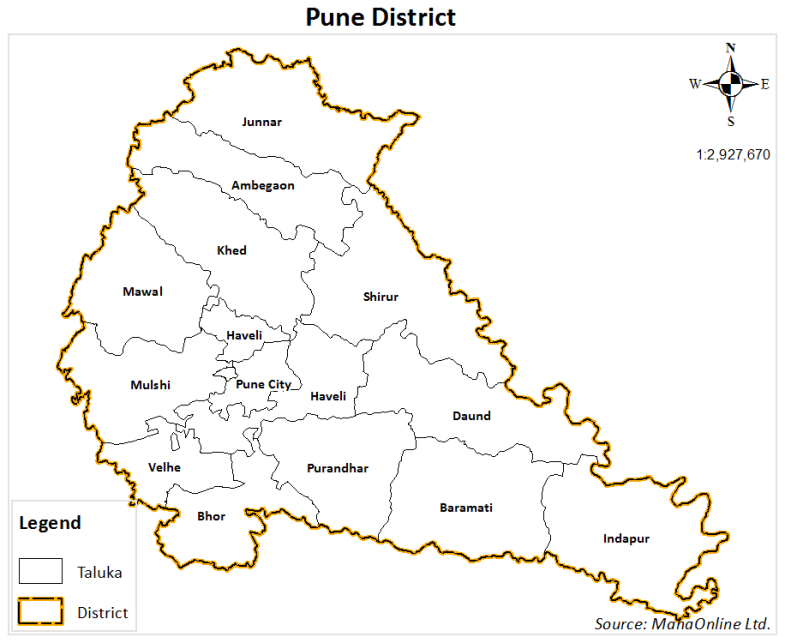 Pune District
N
W E
S
1:2,927,670
Junnar
Ambegaon
Khed
Mawal
Shirur
Haveli
Mulshi
Pune City
Haveli
Daund
Velhe
Purandhar
Baramati
Bhor
Indapur
Legend
Taluka
District
Source: MahaOnline Ltd.